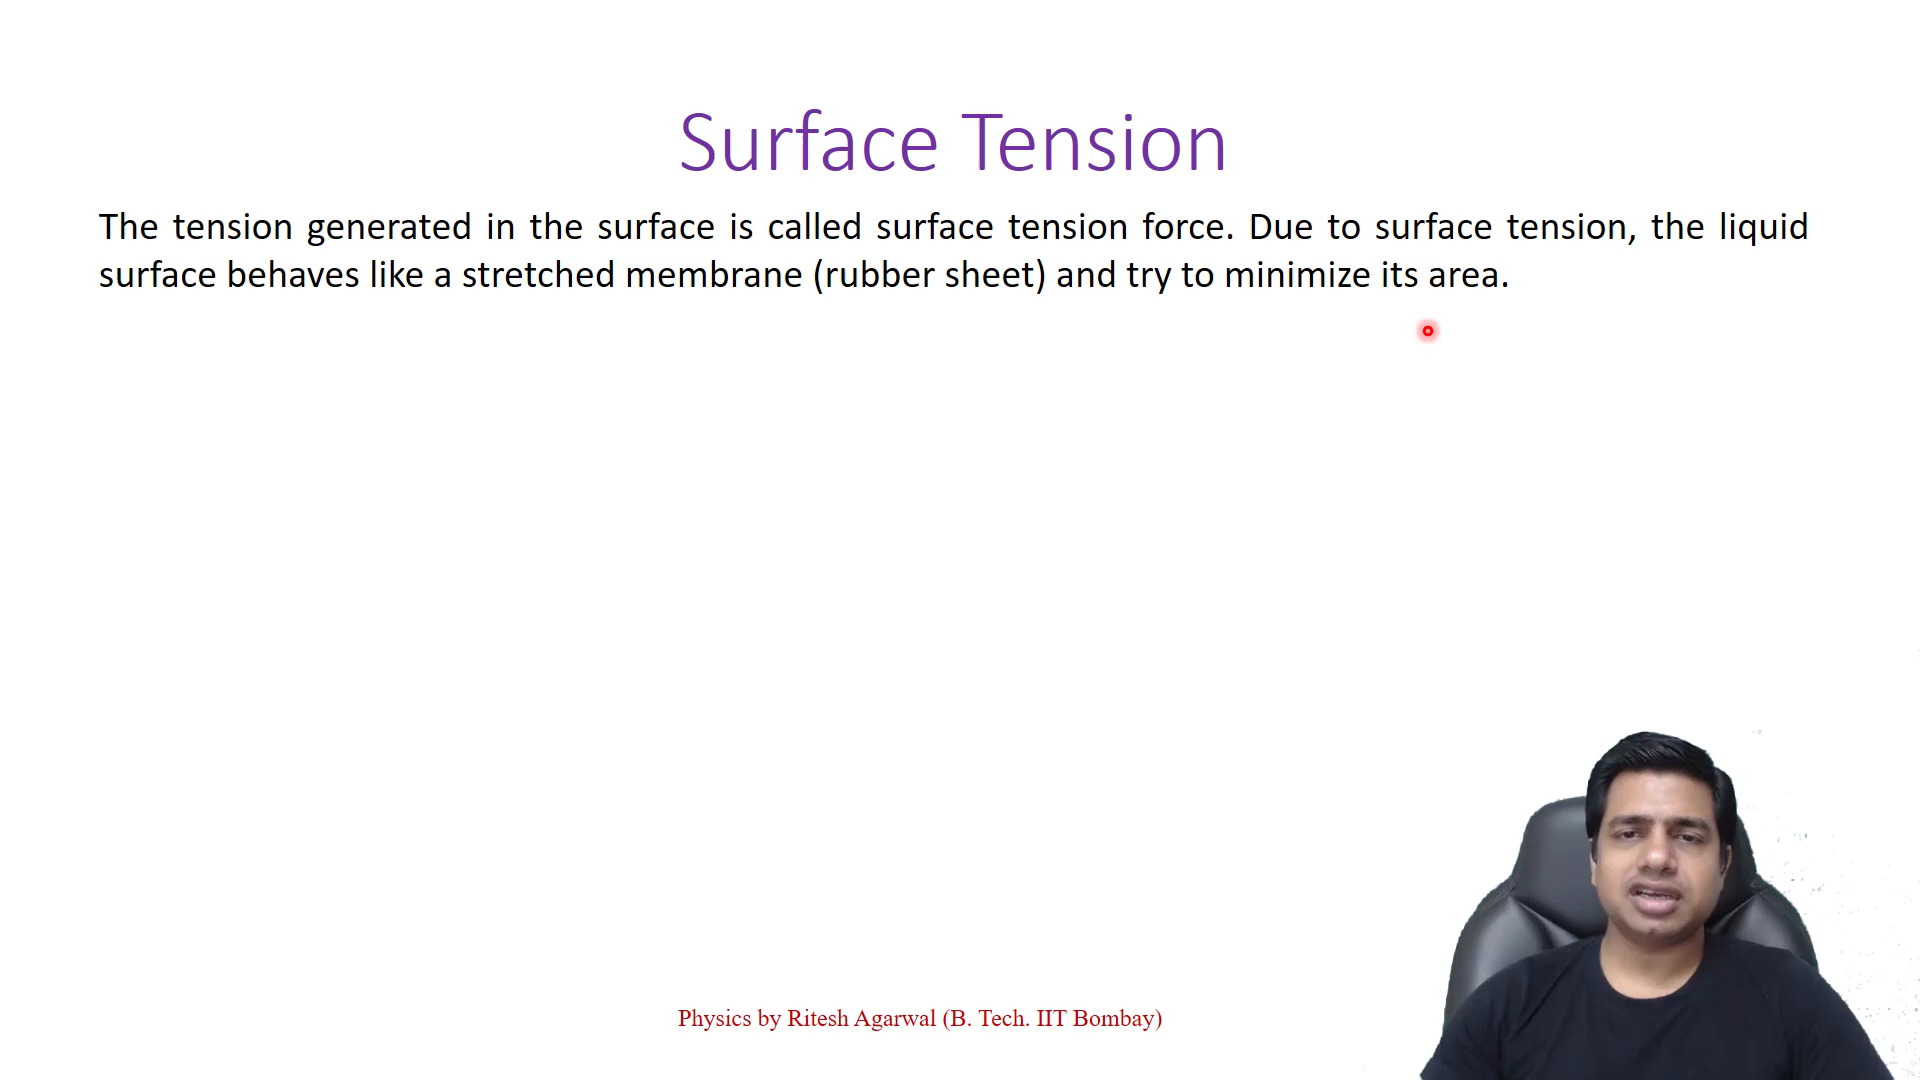 Surface Tension
The tension generated in the surface is called surface tension force. Due to surface tension, the liquid
surface behaves like a stretched membrane (rubber sheet) and try to minimize its area.
Physics by Ritesh Agarwal (B. Tech. IIT Bombay)